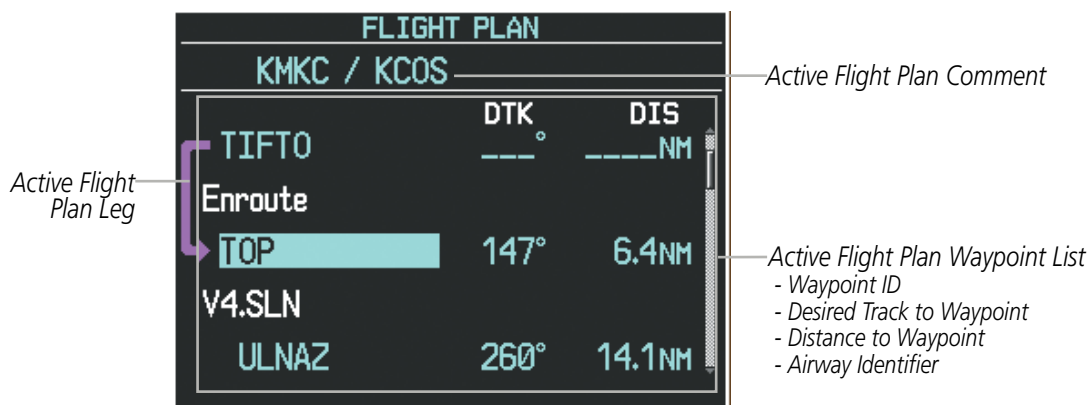 FLIGHT PLAN
KMKC / KCOS
Active Flight Plan Comment
DTK DIS
TIFTO ___° ____NM
Active Flight
Plan Leg
Enroute
TOP 147° 6.4NM
Active Flight Plan Waypoint List
- Waypoint ID
- Desired Track to Waypoint
- Distance to Waypoint
- Airway Identifier
V4.SLN
ULNAZ 260° 14.1NM